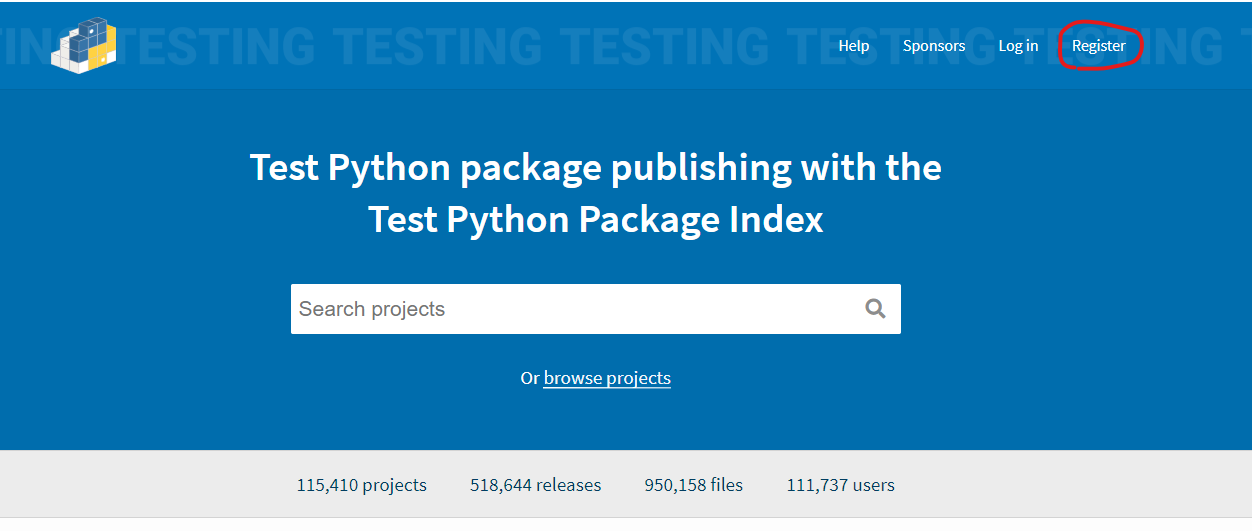 TING TESTING TESTING TESTING TESTING TESTING T
Help Sponsors Log in Register
Test Python package publishing with the
Test Python Package Index
Search projects
Or browse projects
115,410 projects 518,644 releases 950,158 files 111,737 users